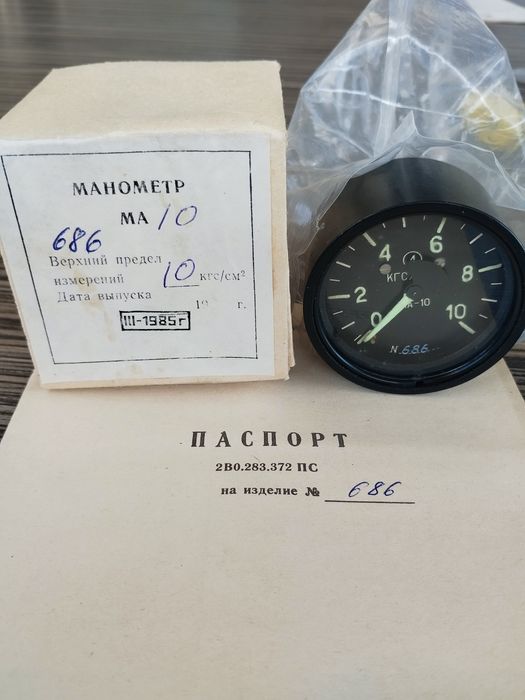 МАНОМЕТР
МА 10
686
Верхний предел
измерений 10 кгс/см²
Дата выпуска 19 г.
III-1985г
4 6
КГС/
2 8
-10
0 10
N 686
ПАСПОРТ
2В0.283.372 ПС
на изделие № 686